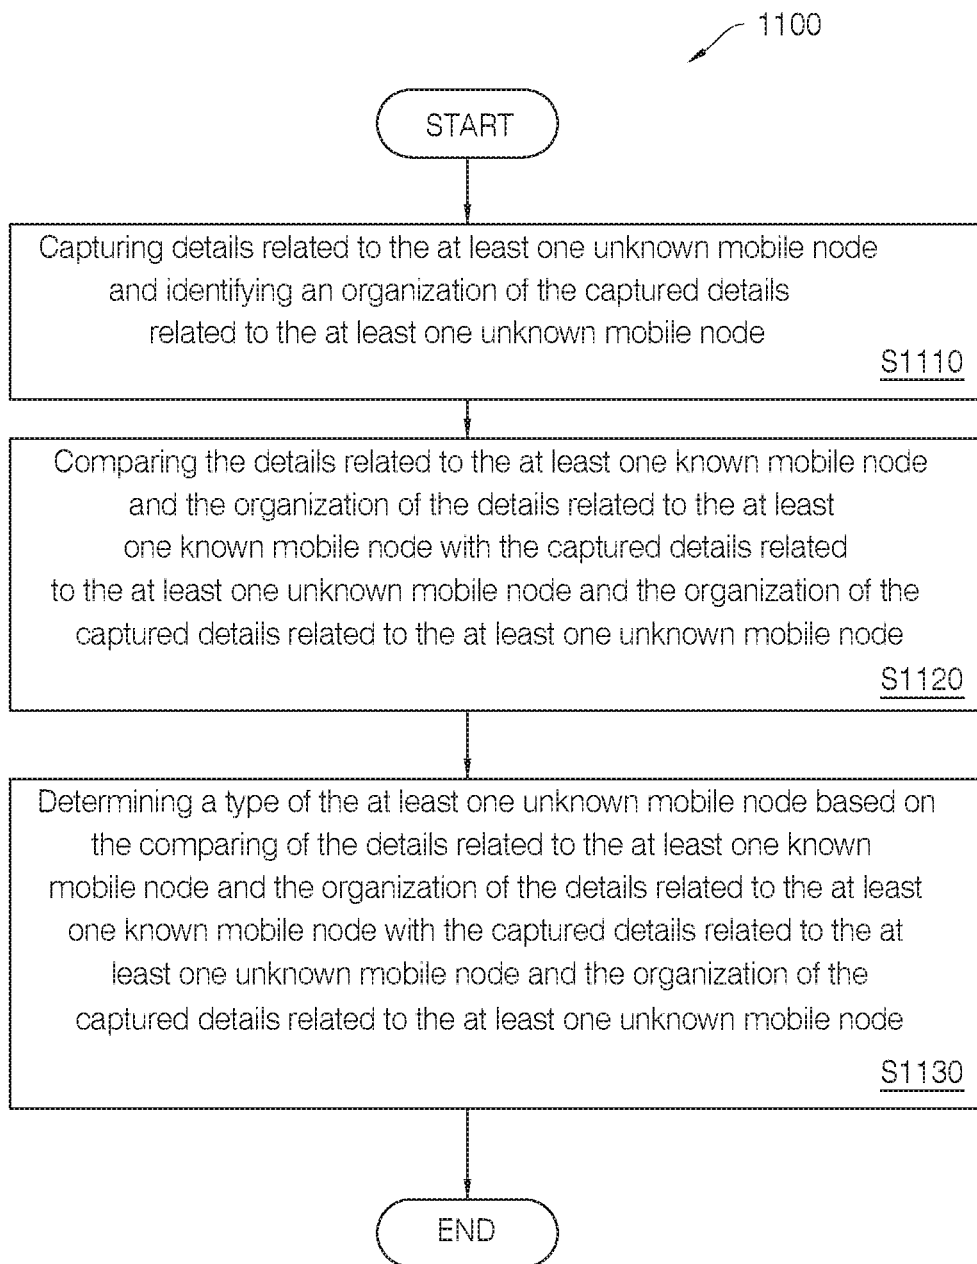 1100
START
Capturing details related to the at least one unknown mobile node
and identifying an organization of the captured details
related to the at least one unknown mobile node
S1110
Comparing the details related to the at least one known mobile node
and the organization of the details related to the at least
one known mobile node with the captured details related
to the at least one unknown mobile node and the organization of the
captured details related to the at least one unknown mobile node
S1120
Determining a type of the at least one unknown mobile node based on
the comparing of the details related to the at least one known
mobile node and the organization of the details related to the at least
one known mobile node with the captured details related to the at
least one unknown mobile node and the organization of the
captured details related to the at least one unknown mobile node
S1130
END